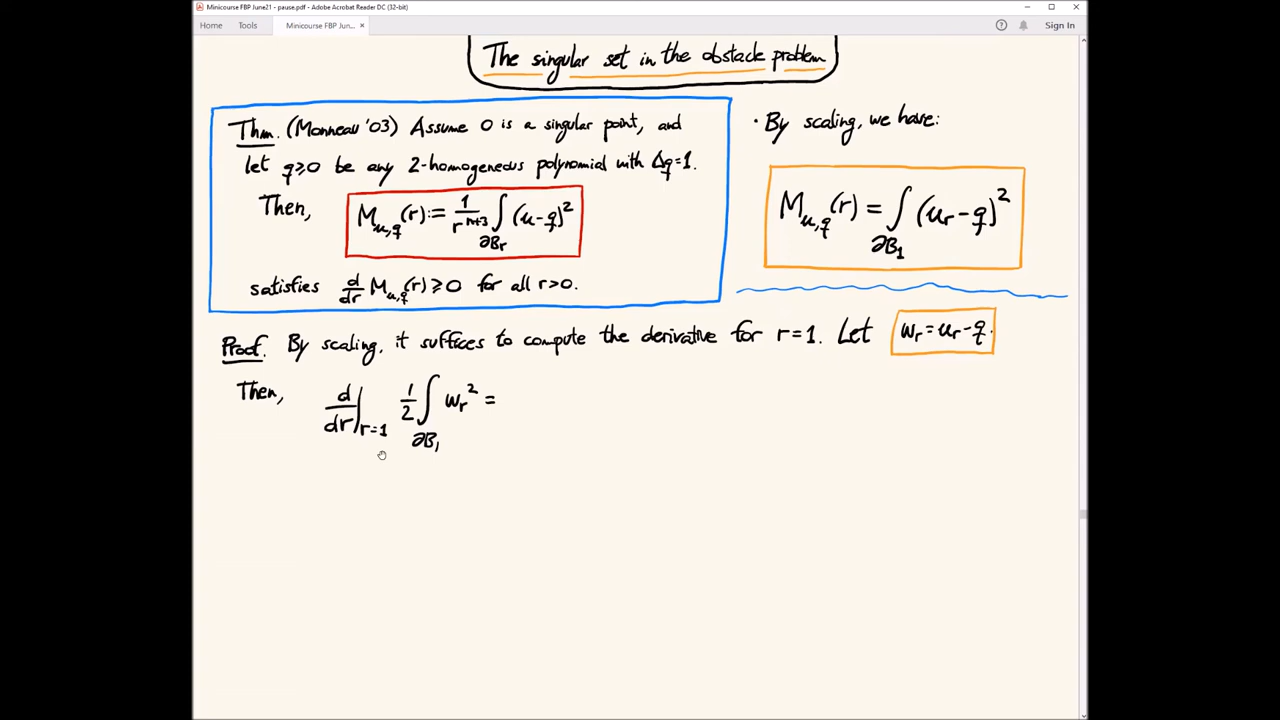 Minicourse FBP June21 - pause.pdf - Adobe Acrobat Reader DC (32-bit)
Home Tools Minicourse FBP Jun... × Sign In
The singular set in the obstacle problem
Thm. (Monneau '03) Assume 0 is a singular point, and
let q≥0 be any 2-homogeneous polynomial with Δq=1.
Then, M_{u,q}(r) := 1/r^{n+3} ∫_{∂B_r} (u-q)²
satisfies d/dr M_{u,q}(r) ≥ 0 for all r>0.
• By scaling, we have:
M_{u,q}(r) = ∫_{∂B_1} (u_r - q)²
Proof. By scaling, it suffices to compute the derivative for r=1. Let w_r = u_r - q.
Then, d/dr|_{r=1} 1/2 ∫_{∂B_1} w_r² =